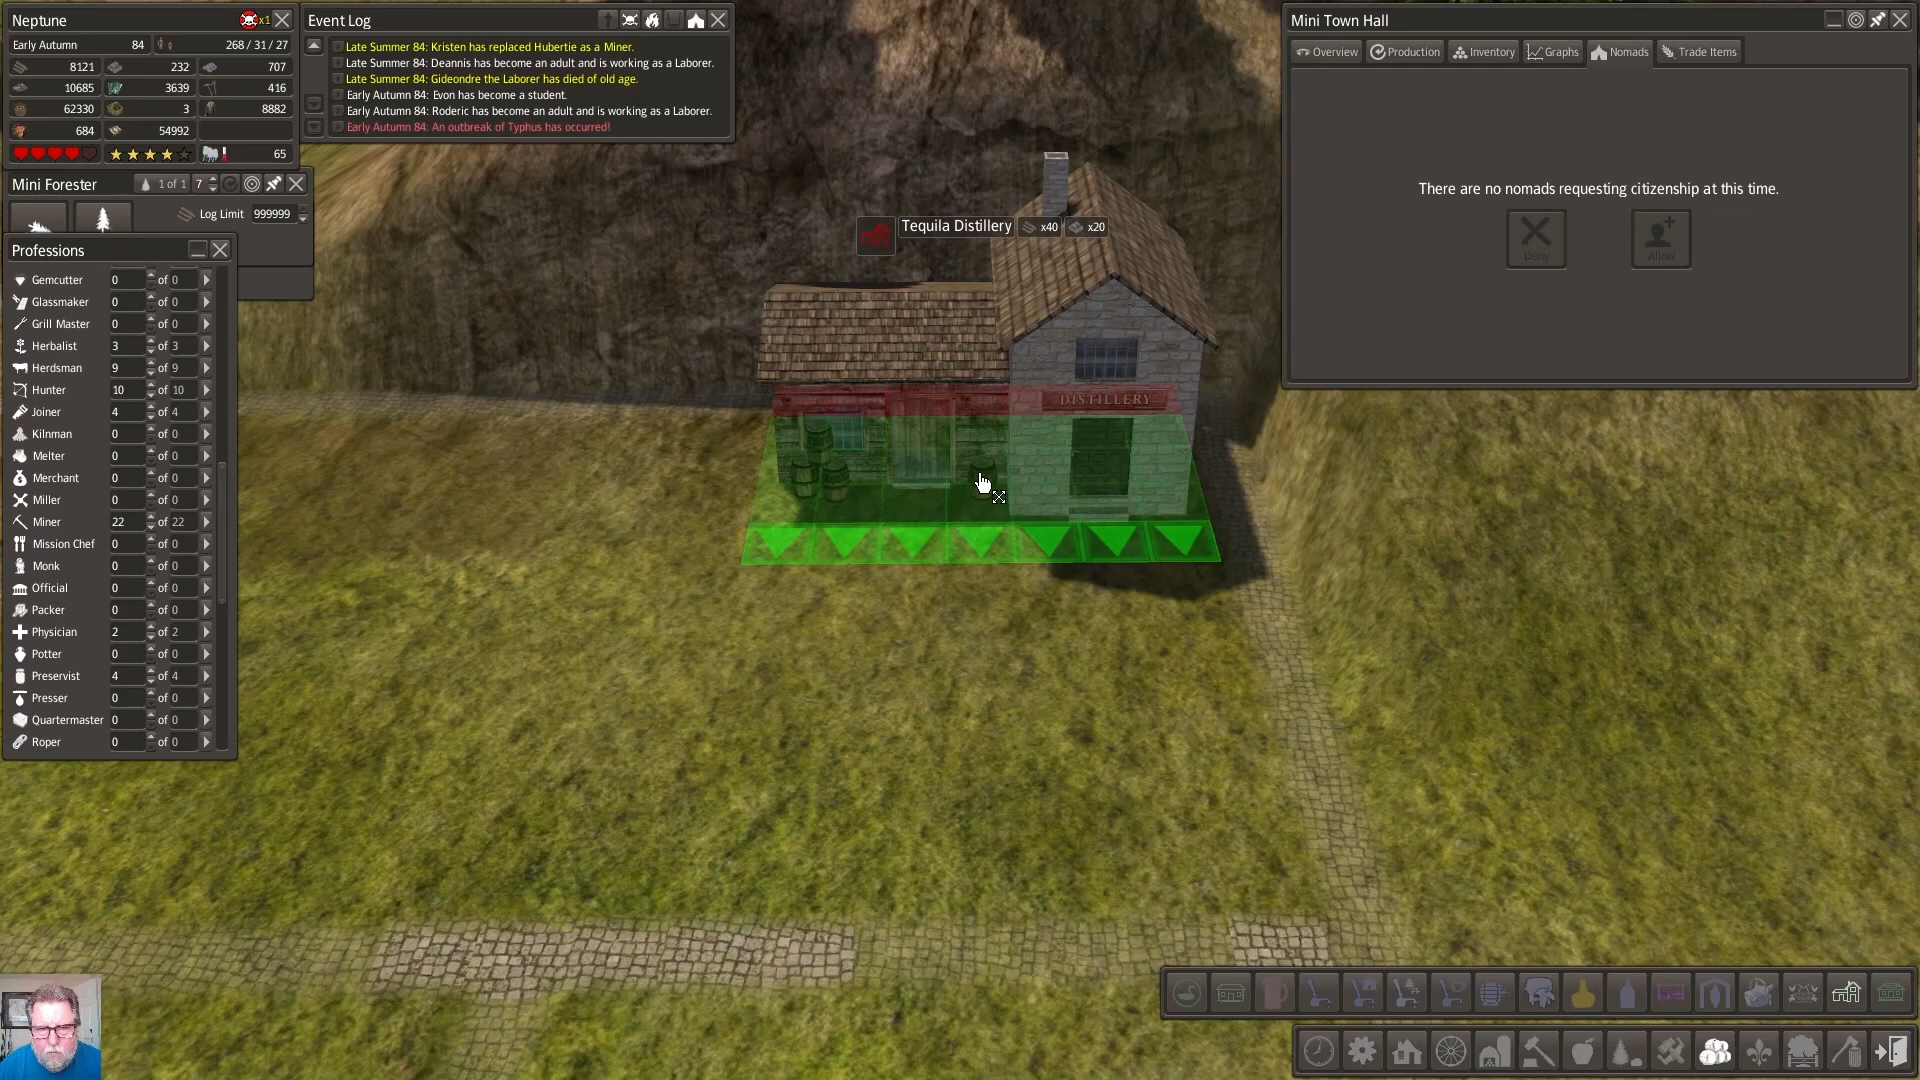 Neptune x1
Early Autumn 84 268 / 31 / 27
8121 232 707
10685 3639 416
62330 3 8882
684 54992
65
Mini Forester 1 of 1 7
Log Limit 999999
Professions
Gemcutter 0 of 0
Glassmaker 0 of 0
Grill Master 0 of 0
Herbalist 3 of 3
Herdsman 9 of 9
Hunter 10 of 10
Joiner 4 of 4
Kilnman 0 of 0
Melter 0 of 0
Merchant 0 of 0
Miller 0 of 0
Miner 22 of 22
Mission Chef 0 of 0
Monk 0 of 0
Official 0 of 0
Packer 0 of 0
Physician 2 of 2
Potter 0 of 0
Preservist 4 of 4
Presser 0 of 0
Quartermaster 0 of 0
Roper 0 of 0
Event Log
Late Summer 84: Kristen has replaced Hubertie as a Miner.
Late Summer 84: Deannis has become an adult and is working as a Laborer.
Late Summer 84: Gideondre the Laborer has died of old age.
Early Autumn 84: Evon has become a student.
Early Autumn 84: Roderic has become an adult and is working as a Laborer.
Early Autumn 84: An outbreak of Typhus has occurred!
Tequila Distillery x40 x20
DISTILLERY
Mini Town Hall
Overview Production Inventory Graphs Nomads Trade Items
There are no nomads requesting citizenship at this time.
Deny Allow